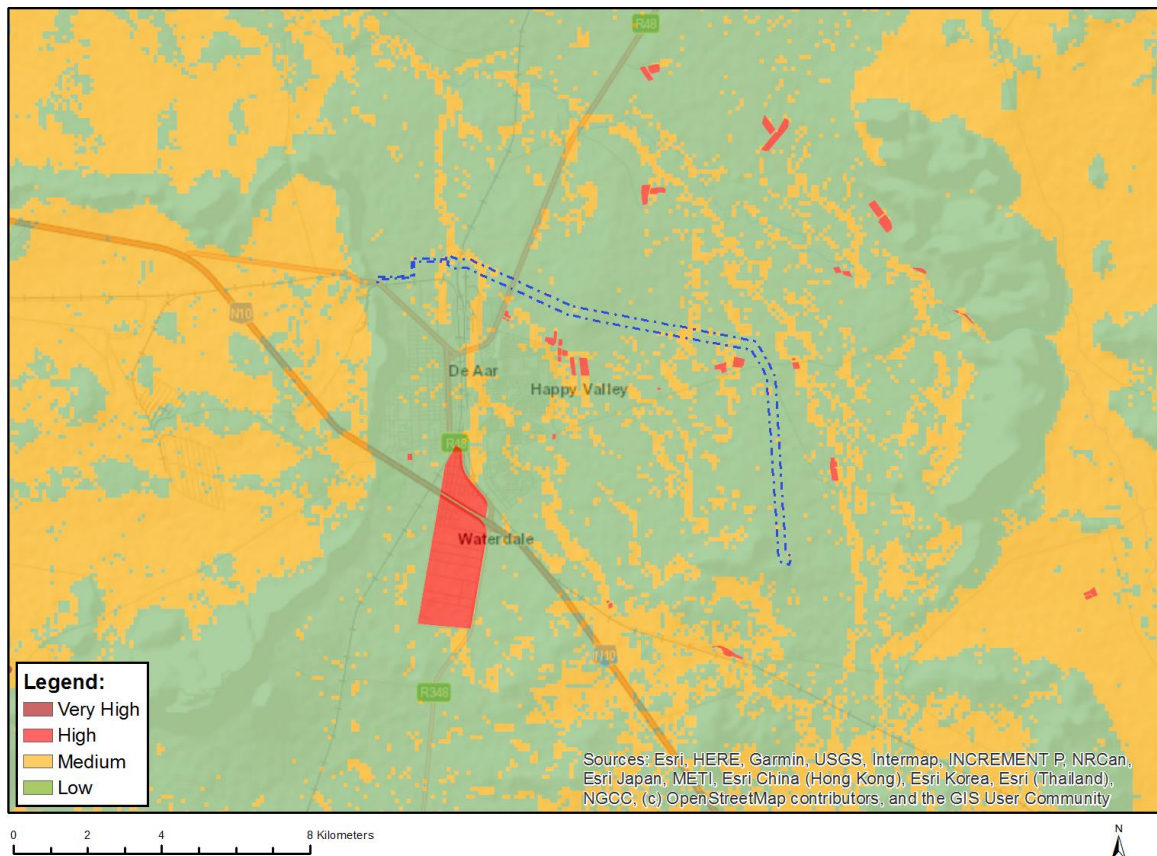 R48
N10
De Aar
Happy Valley
R48
Waterdale
N10
R348
Legend:
Very High
High
Medium
Low
Sources: Esri, HERE, Garmin, USGS, Intermap, INCREMENT P, NRCan,
Esri Japan, METI, Esri China (Hong Kong), Esri Korea, Esri (Thailand),
NGCC, (c) OpenStreetMap contributors, and the GIS User Community
0 2 4 8 Kilometers
N